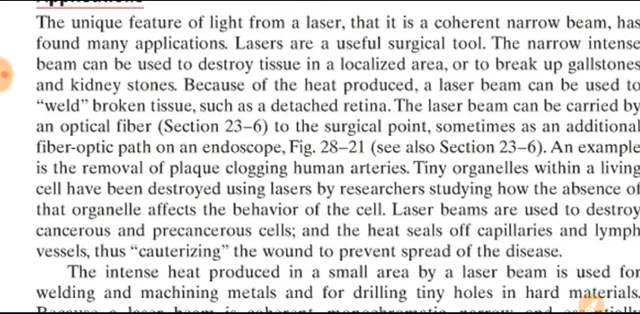 Applications
The unique feature of light from a laser, that it is a coherent narrow beam, has
found many applications. Lasers are a useful surgical tool. The narrow intense
beam can be used to destroy tissue in a localized area, or to break up gallstones
and kidney stones. Because of the heat produced, a laser beam can be used to
“weld” broken tissue, such as a detached retina. The laser beam can be carried by
an optical fiber (Section 23–6) to the surgical point, sometimes as an additional
fiber-optic path on an endoscope, Fig. 28–21 (see also Section 23–6). An example
is the removal of plaque clogging human arteries. Tiny organelles within a living
cell have been destroyed using lasers by researchers studying how the absence of
that organelle affects the behavior of the cell. Laser beams are used to destroy
cancerous and precancerous cells; and the heat seals off capillaries and lymph
vessels, thus “cauterizing” the wound to prevent spread of the disease.
The intense heat produced in a small area by a laser beam is used for
welding and machining metals and for drilling tiny holes in hard materials.
Because a laser beam is coherent, monochromatic, narrow, and